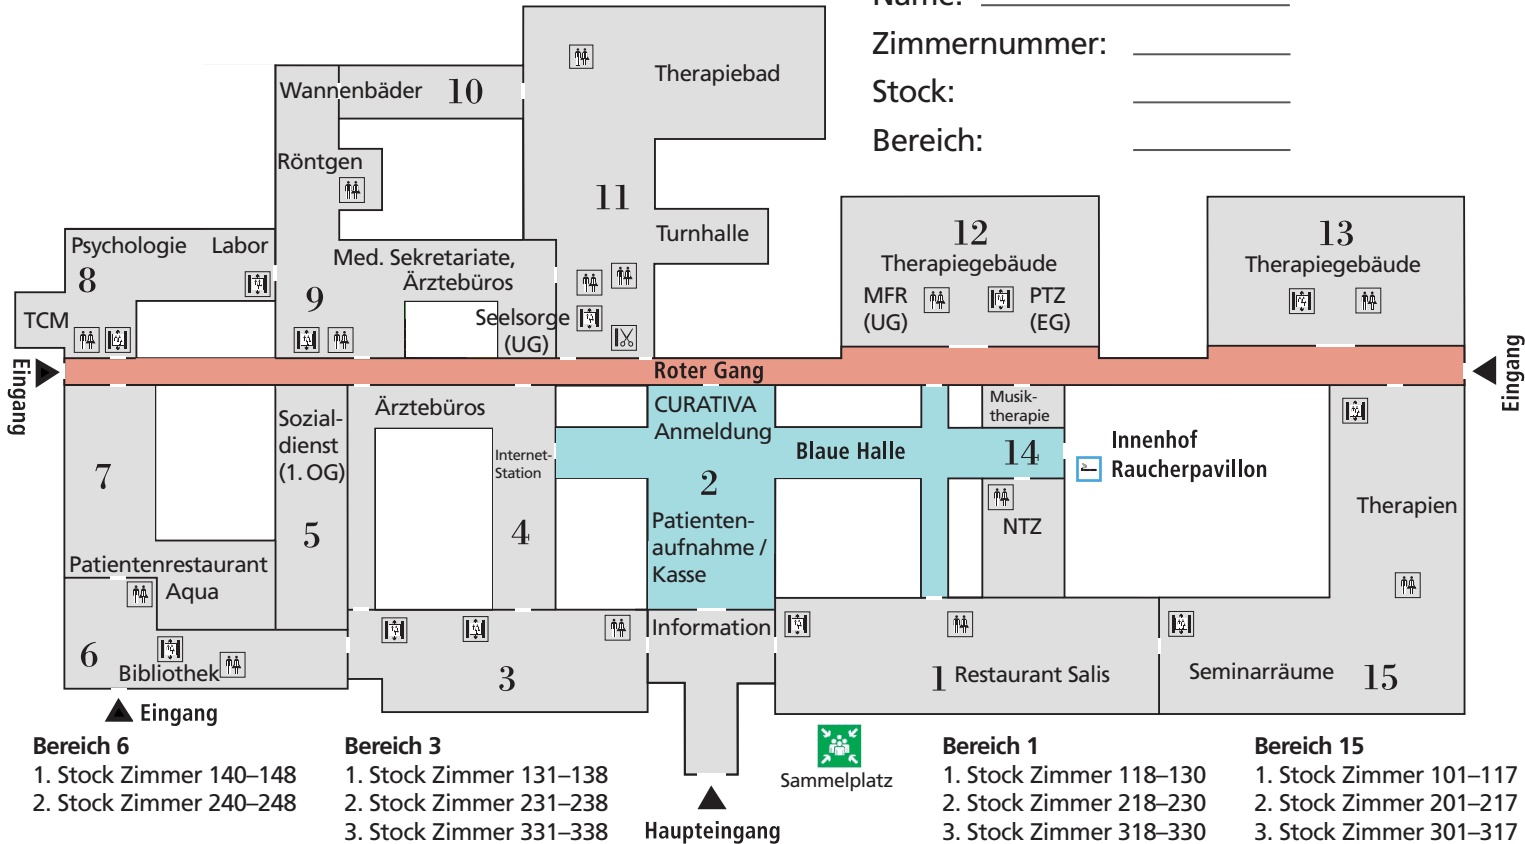 Name:
Zimmernummer:
Stock:
Bereich:
Therapiebad
Wannenbäder 10
Röntgen
11
Turnhalle
Psychologie Labor
8
TCM
Med. Sekretariate,
Ärztebüros
9
Seelsorge
(UG)
12
Therapiegebäude
MFR
(UG)
PTZ
(EG)
13
Therapiegebäude
Eingang
Roter Gang
Eingang
7
Patientenrestaurant
Aqua
Sozial-
dienst
(1. OG)
5
Ärztebüros
Internet-
Station
4
CURATIVA
Anmeldung
2
Patienten-
aufnahme /
Kasse
Blaue Halle
Musik-
therapie
14
NTZ
Innenhof
Raucherpavillon
Therapien
6
Bibliothek
3
Information
1 Restaurant Salis
Seminarräume 15
Eingang
Sammelplatz
Haupteingang
Bereich 6
1. Stock Zimmer 140–148
2. Stock Zimmer 240–248
Bereich 3
1. Stock Zimmer 131–138
2. Stock Zimmer 231–238
3. Stock Zimmer 331–338
Bereich 1
1. Stock Zimmer 118–130
2. Stock Zimmer 218–230
3. Stock Zimmer 318–330
Bereich 15
1. Stock Zimmer 101–117
2. Stock Zimmer 201–217
3. Stock Zimmer 301–317